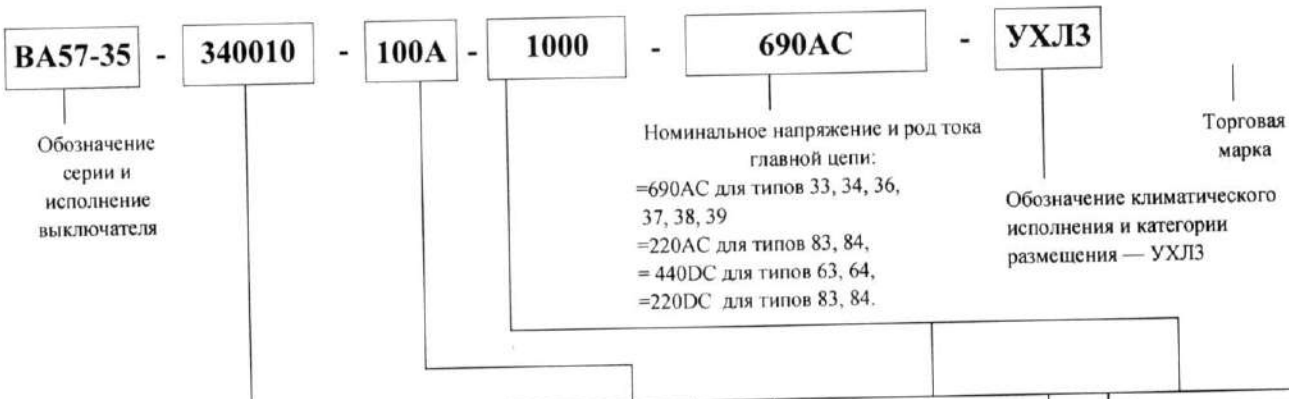 ВА57-35 - 340010 - 100А - 1000 - 690АС - УХЛ3
Обозначение
серии и
исполнение
выключателя
Номинальное напряжение и род тока
главной цепи:
=690АС для типов 33, 34, 36,
37, 38, 39
=220АС для типов 83, 84,
= 440DC для типов 63, 64,
=220DC для типов 83, 84.
Обозначение климатического
исполнения и категории
размещения — УХЛ3
Торговая
марка